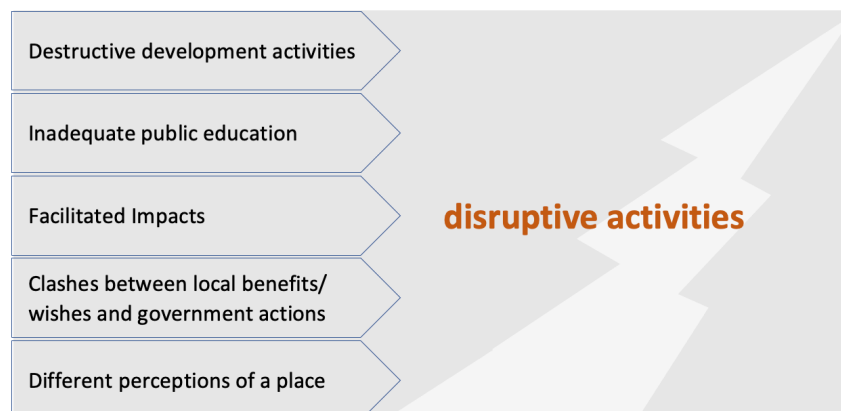 Destructive development activities
Inadequate public education
Facilitated Impacts
Clashes between local benefits/
wishes and government actions
Different perceptions of a place
disruptive activities